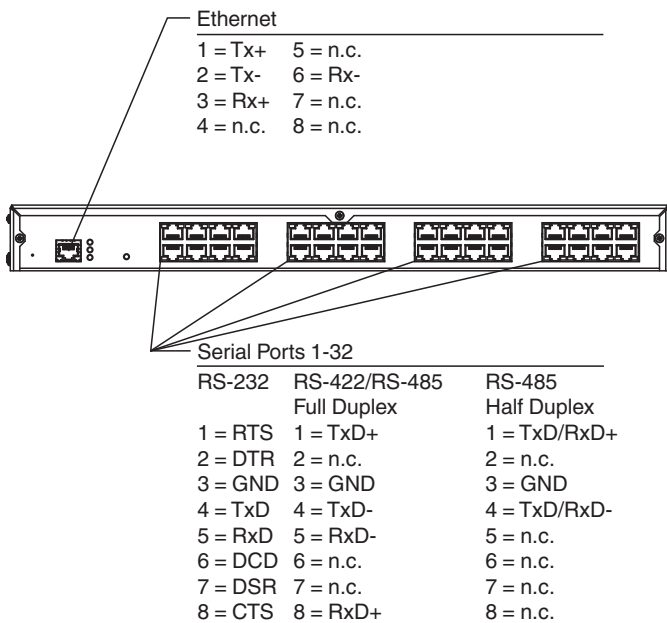 Ethernet
1 = Tx+ 5 = n.c.
2 = Tx- 6 = Rx-
3 = Rx+ 7 = n.c.
4 = n.c. 8 = n.c.
Serial Ports 1-32
RS-232 RS-422/RS-485 RS-485
Full Duplex Half Duplex
1 = RTS 1 = TxD+ 1 = TxD/RxD+
2 = DTR 2 = n.c. 2 = n.c.
3 = GND 3 = GND 3 = GND
4 = TxD 4 = TxD- 4 = TxD/RxD-
5 = RxD 5 = RxD- 5 = n.c.
6 = DCD 6 = n.c. 6 = n.c.
7 = DSR 7 = n.c. 7 = n.c.
8 = CTS 8 = RxD+ 8 = n.c.